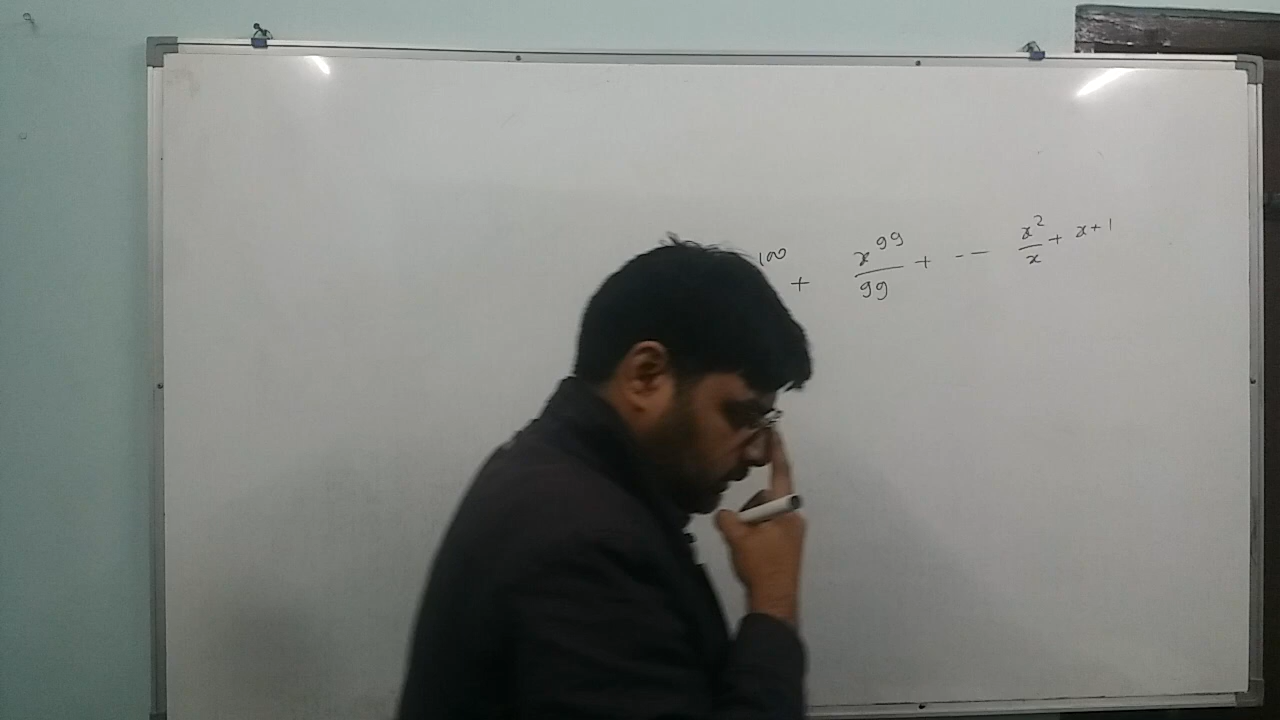 100 + x^99/99 + --- x^2/x + x+1